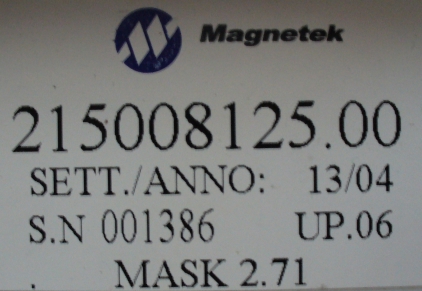 Magnetek
215008125.00
SETT./ANNO: 13/04
S.N 001386 UP.06
. MASK 2.71